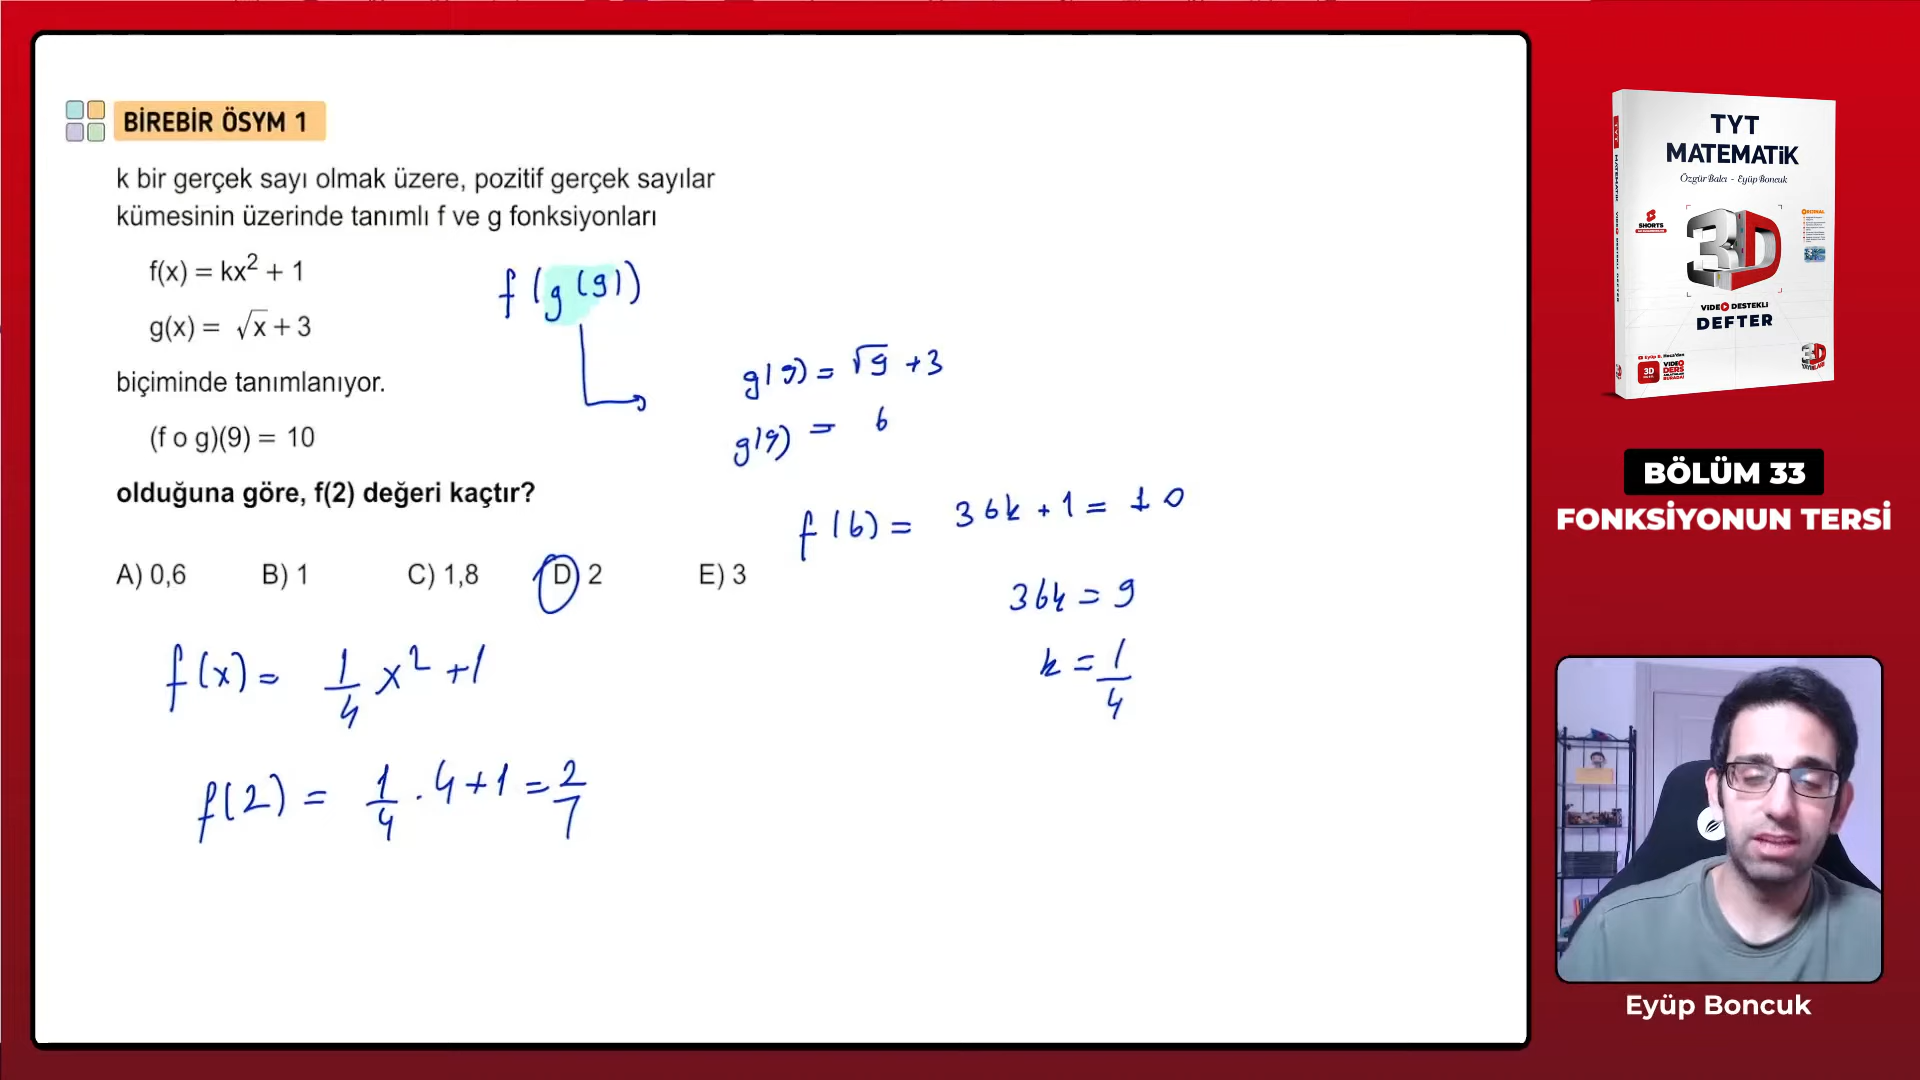 BİREBİR ÖSYM 1
k bir gerçek sayı olmak üzere, pozitif gerçek sayılar
kümesinin üzerinde tanımlı f ve g fonksiyonları
f(x) = kx² + 1
g(x) = √x + 3
biçiminde tanımlanıyor.
(f o g)(9) = 10
olduğuna göre, f(2) değeri kaçtır?
A) 0,6 B) 1 C) 1,8 D) 2 E) 3
f(g(9))
g(9) = √9 + 3
g(9) = 6
f(6) = 36k + 1 = 10
36k = 9
k = 1/4
f(x) = 1/4 x² + 1
f(2) = 1/4 · 4 + 1 = 2
TYT
MATEMATİK
Özgür Balcı - Eyüp Boncuk
SHORTS
3D
VIDEO DESTEKLİ
DEFTER
BÖLÜM 33
FONKSİYONUN TERSİ
Eyüp Boncuk